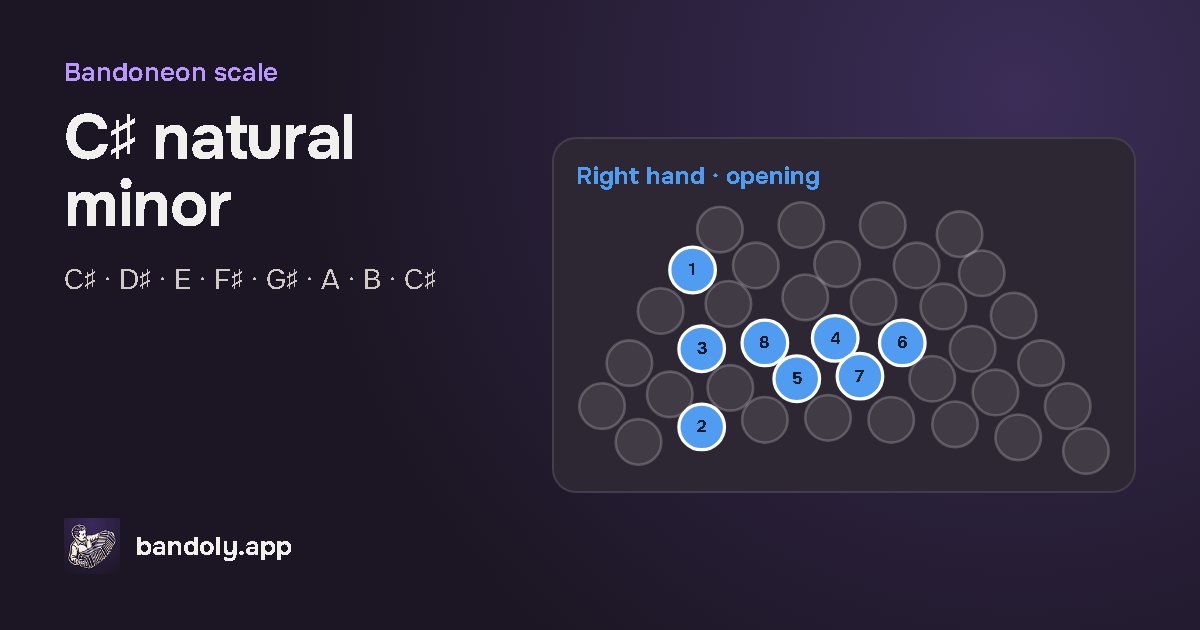 Bandoneon scale
C♯ natural
minor
C♯ · D♯ · E · F♯ · G♯ · A · B · C♯
Right hand · opening
1
3
8
4
6
5
7
2
bandoly.app